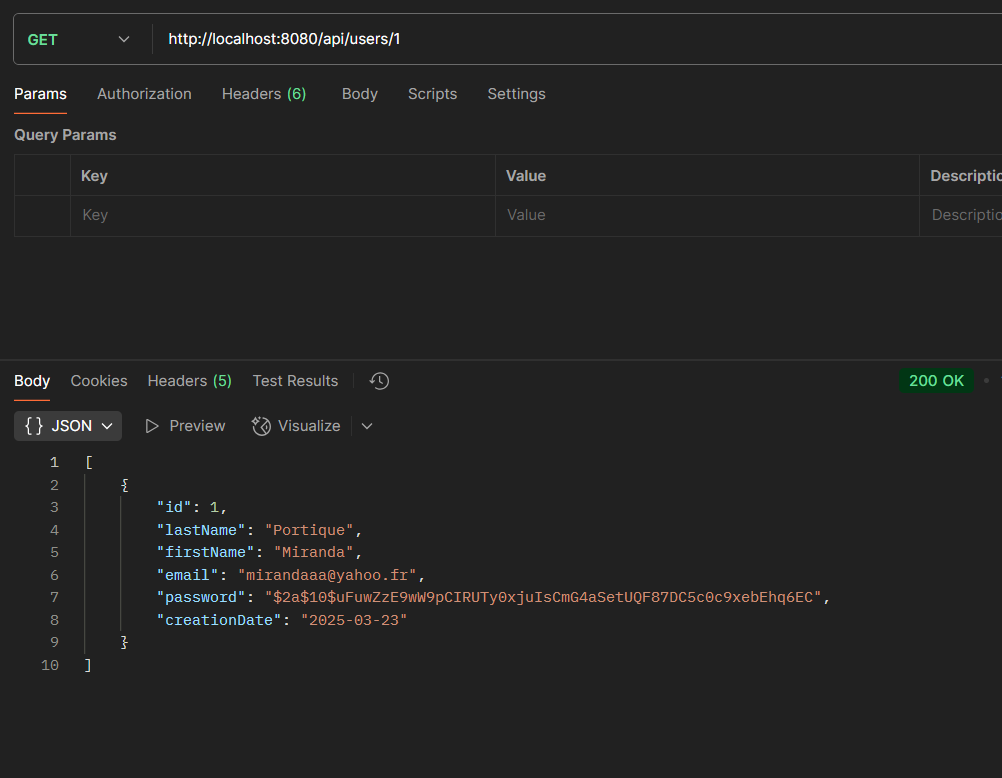 GET http://localhost:8080/api/users/1
Params Authorization Headers (6) Body Scripts Settings
Query Params
Key Value Descriptio
Key Value Descriptio
Body Cookies Headers (5) Test Results 200 OK
{ } JSON Preview Visualize
1 [
2 {
3 "id": 1,
4 "lastName": "Portique",
5 "firstName": "Miranda",
6 "email": "mirandaaa@yahoo.fr",
7 "password": "$2a$10$uFuwZzE9wW9pCIRUTy0xjuIsCmG4aSetUQF87DC5c0c9xebEhq6EC",
8 "creationDate": "2025-03-23"
9 }
10 ]